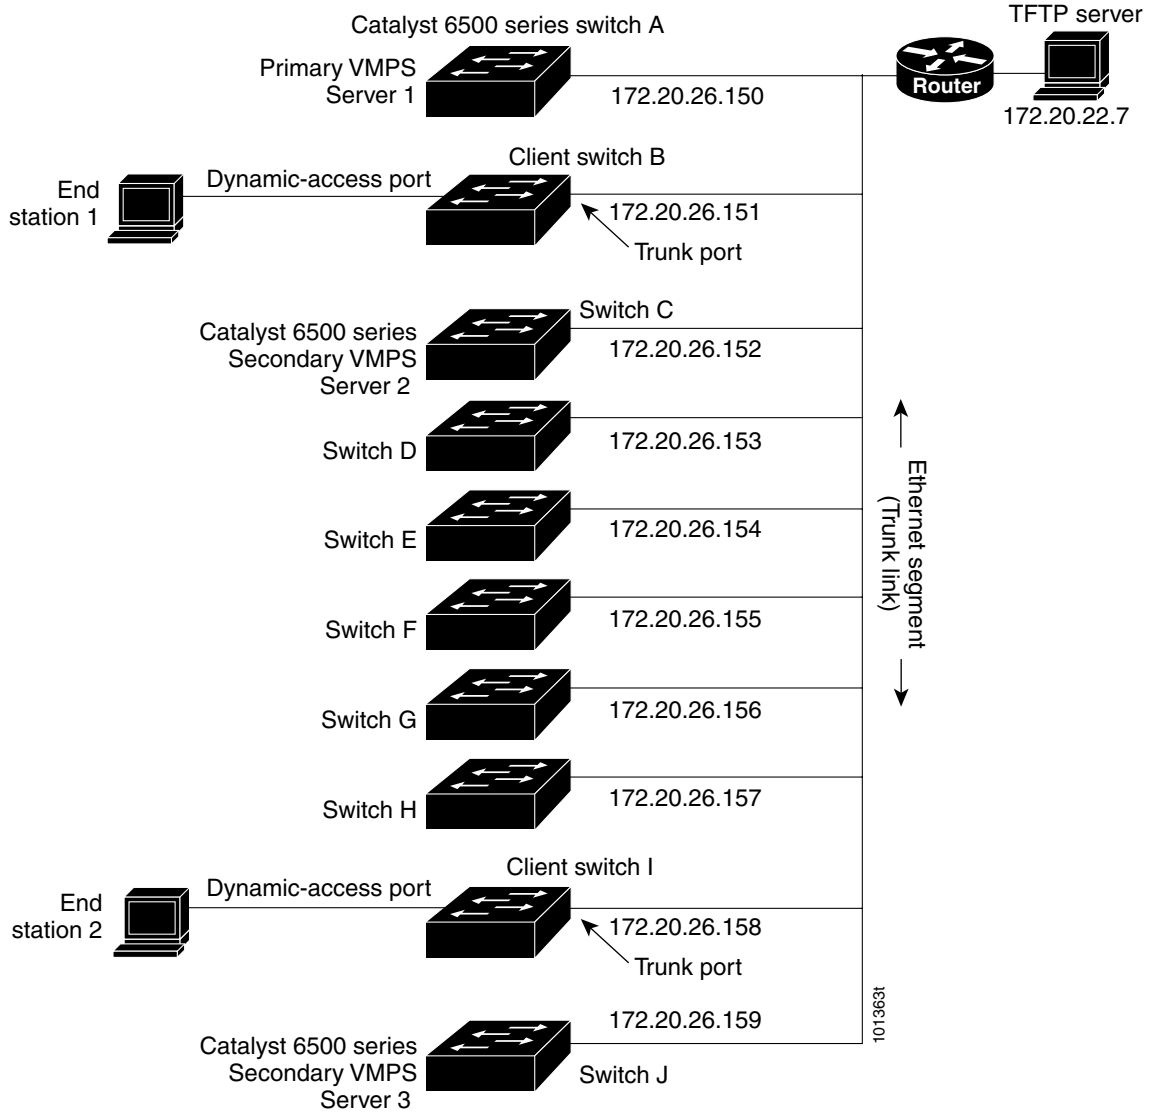 Catalyst 6500 series switch A
TFTP server
Primary VMPS
Server 1
172.20.26.150
Router
172.20.22.7
Client switch B
End
station 1
Dynamic-access port
172.20.26.151
Trunk port
Switch C
Catalyst 6500 series
Secondary VMPS
Server 2
172.20.26.152
Switch D
172.20.26.153
Switch E
172.20.26.154
Switch F
172.20.26.155
Switch G
172.20.26.156
Switch H
172.20.26.157
Ethernet segment
(Trunk link)
Client switch I
End
station 2
Dynamic-access port
172.20.26.158
Trunk port
172.20.26.159
Catalyst 6500 series
Secondary VMPS
Server 3
Switch J
101363t